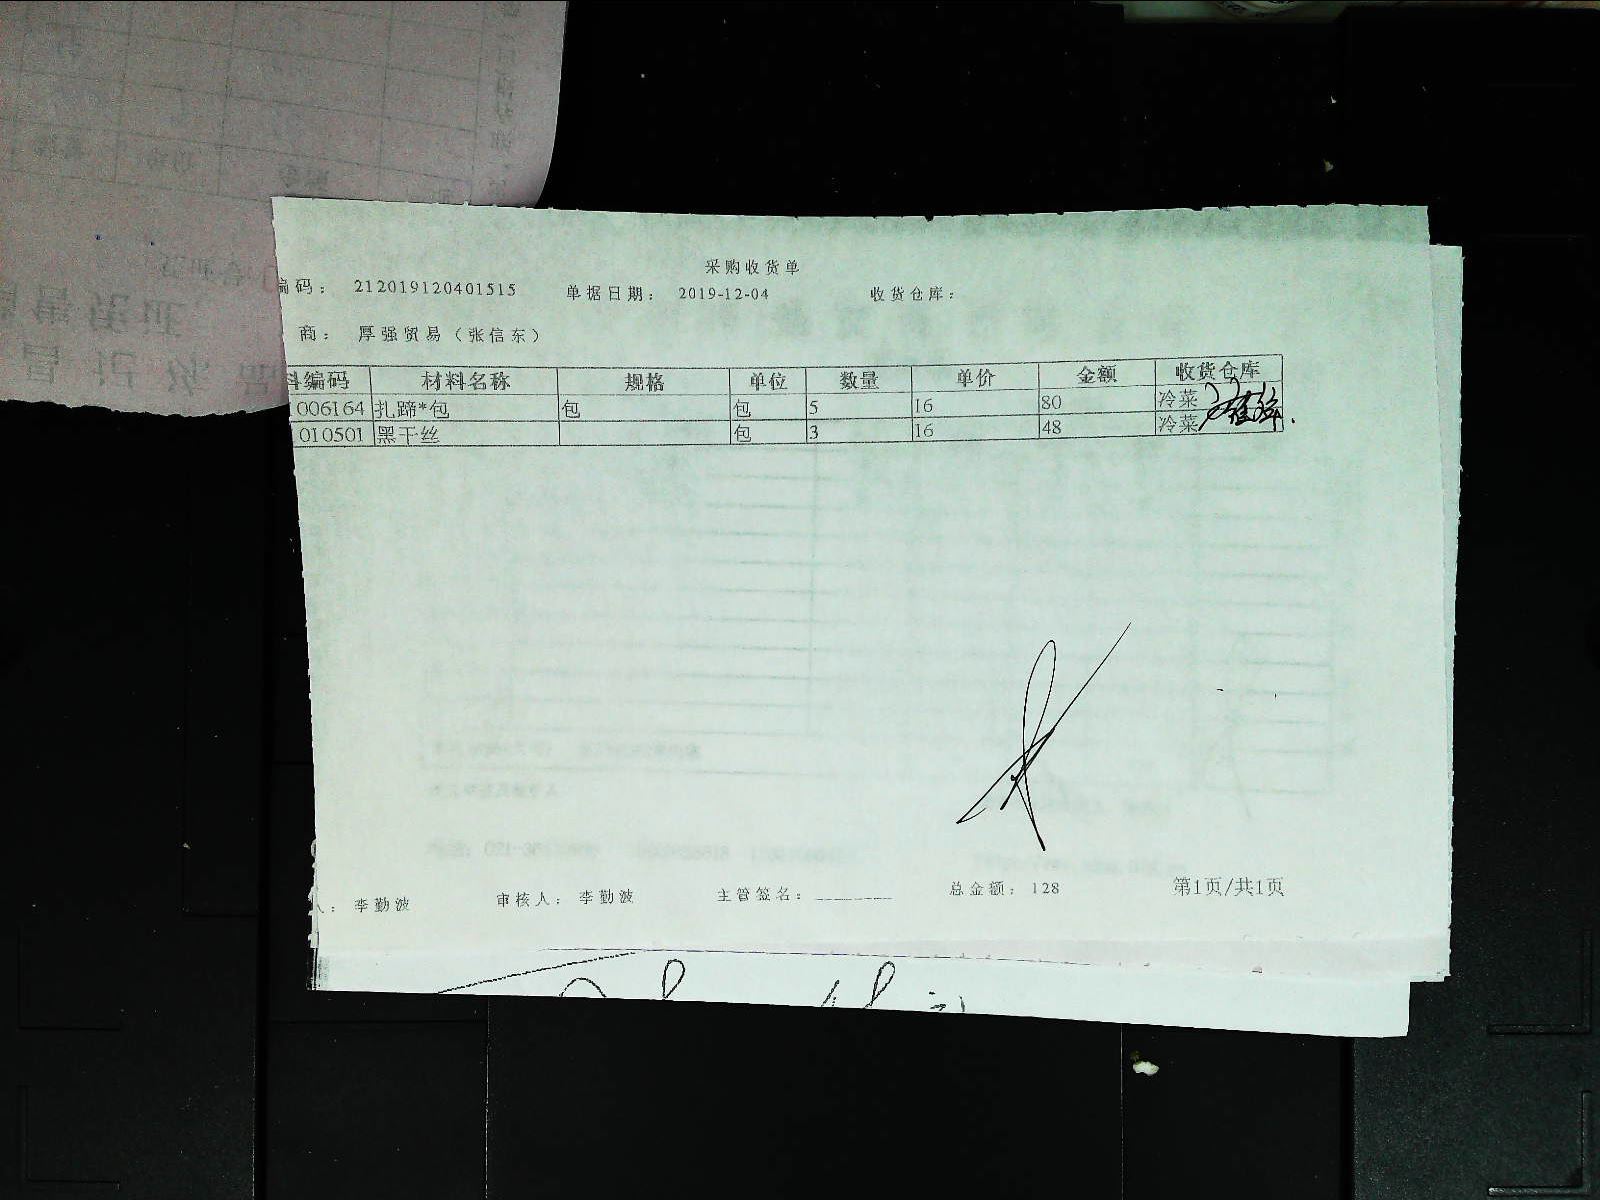 采购收货单
编码： 212019120401515 单据日期： 2019-12-04 收货仓库：
商： 厚强贸易（张信东）
料编码 材料名称 规格 单位 数量 单价 金额 收货仓库
006164 扎蹄*包 包 包 5 16 80 冷菜
010501 黑干丝 包 3 16 48 冷菜
人： 李勤波 审核人： 李勤波 主管签名： ________ 总金额： 128 第1页/共1页